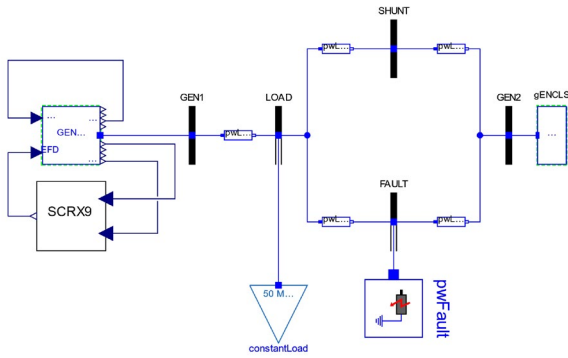 SHUNT
pwL...
pwL...
GEN1
LOAD
GEN2
gENCLS
...
...
GEN...
EFD
...
pwL...
...
SCRX9
FAULT
pwL...
pwL...
50 M...
pwFault
constantLoad